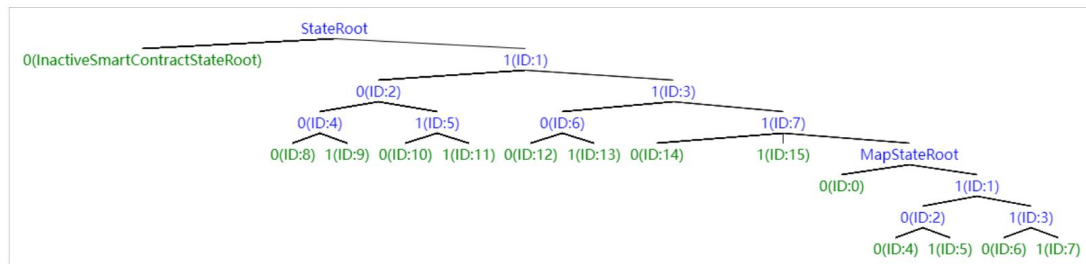 StateRoot
0(InactiveSmartContractStateRoot) 1(ID:1)
0(ID:2) 1(ID:3)
0(ID:4) 1(ID:5) 0(ID:6) 1(ID:7)
0(ID:8) 1(ID:9) 0(ID:10) 1(ID:11) 0(ID:12) 1(ID:13) 0(ID:14) 1(ID:15) MapStateRoot
0(ID:0) 1(ID:1)
0(ID:2) 1(ID:3)
0(ID:4) 1(ID:5) 0(ID:6) 1(ID:7)